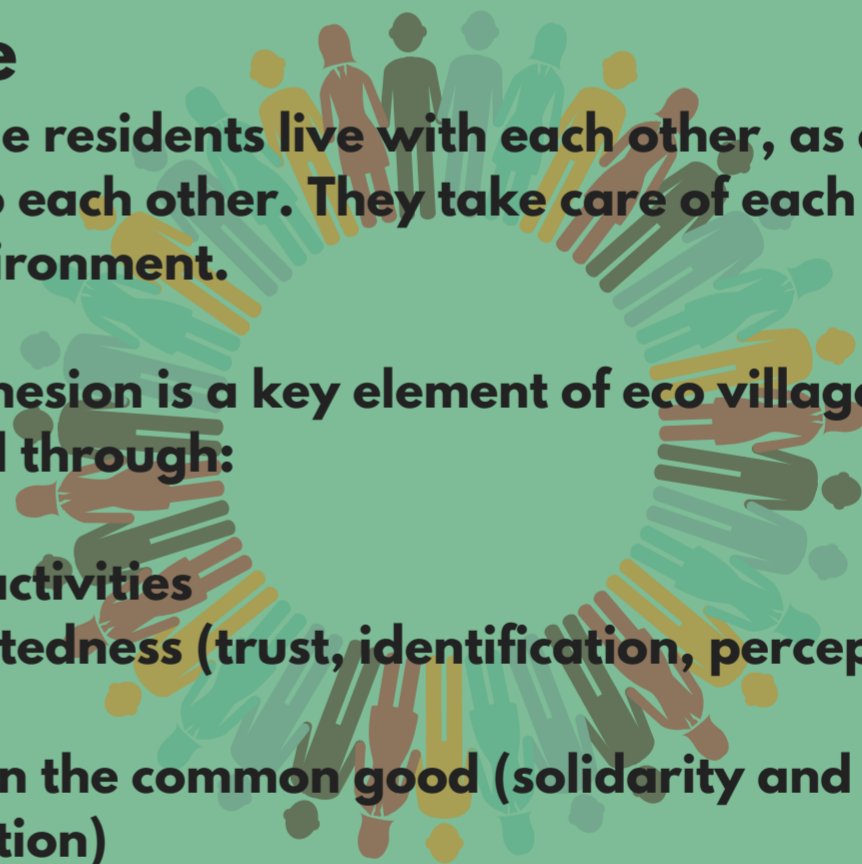 e
e residents live with each other, as
each other. They take care of each
ironment.
hesion is a key element of eco village
through:
activities
tedness (trust, identification, percep
n the common good (solidarity and
tion)